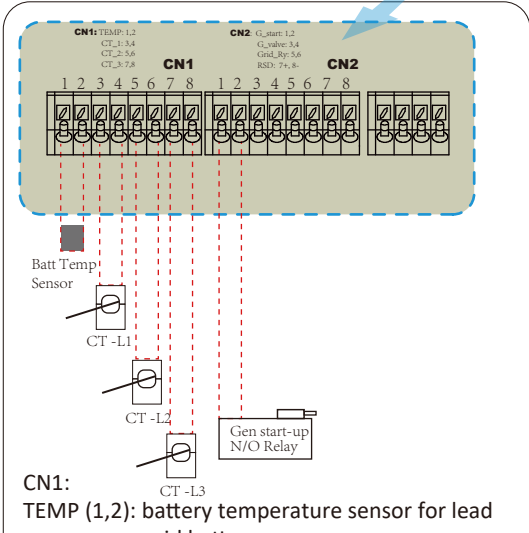 CN1: TEMP: 1,2
CT_1: 3,4
CT_2: 5,6
CT_3: 7,8
CN2: G_start: 1,2
G_valve: 3,4
Grid_Ry: 5,6
RSD: 7+, 8-
CN1
CN2
1 2 3 4 5 6 7 8
1 2 3 4 5 6 7 8
Batt Temp
Sensor
CT -L1
CT -L2
CT -L3
Gen start-up
N/O Relay
CN1:
TEMP (1,2): battery temperature sensor for lead